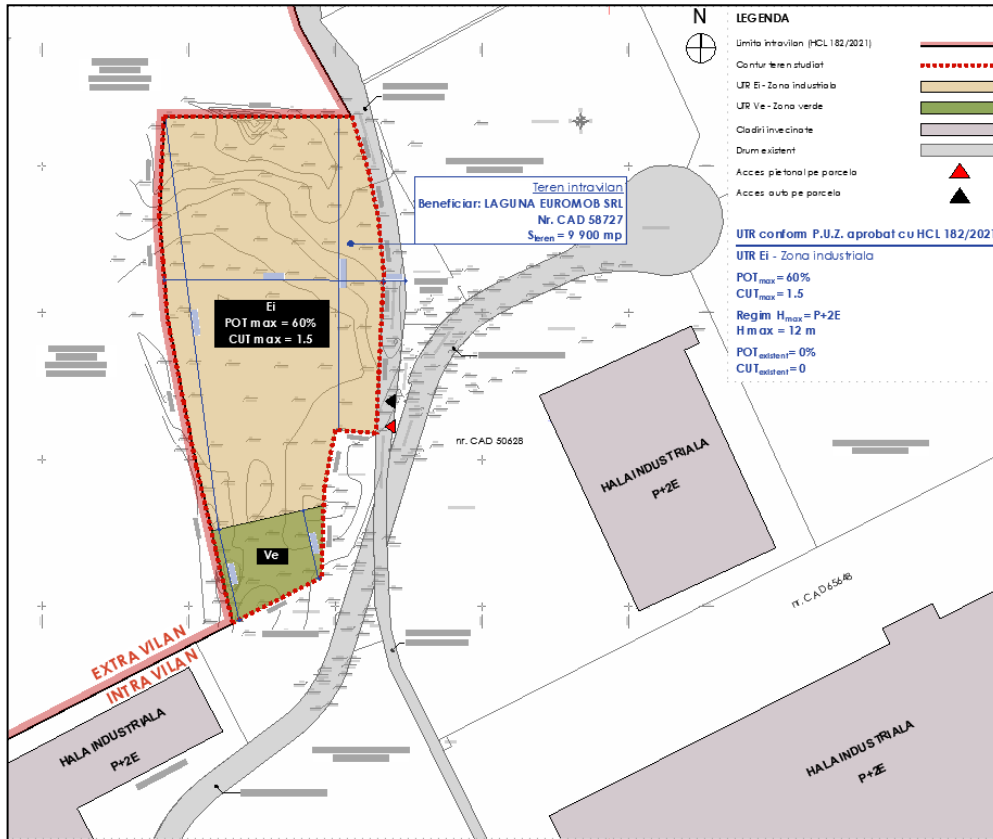 N
LEGENDA
Limita intravilan (HCL 182/2021)
Contur teren studiat
UTR Ei - Zona industriala
UTR Ve - Zona verde
Cladiri invecinate
Drum existent
Acces pietonal pe parcela
Acces auto pe parcela
UTR conform P.U.Z. aprobat cu HCL 182/2021
UTR Ei - Zona industriala
POTmax = 60%
CUTmax = 1.5
Regim Hmax = P+2E
H max = 12 m
POTexistent = 0%
CUTexistent = 0
Teren intravilan
Beneficiar: LAGUNA EUROMOB SRL
Nr. CAD 58727
Steren = 9 900 mp
Ei
POT max = 60%
CUT max = 1.5
nr. CAD 50628
HALA INDUSTRIALA
P+2E
Ve
nr. CAD 65648
EXTRAVILAN
INTRAVILAN
HALA INDUSTRIALA
P+2E
HALA INDUSTRIALA
P+2E